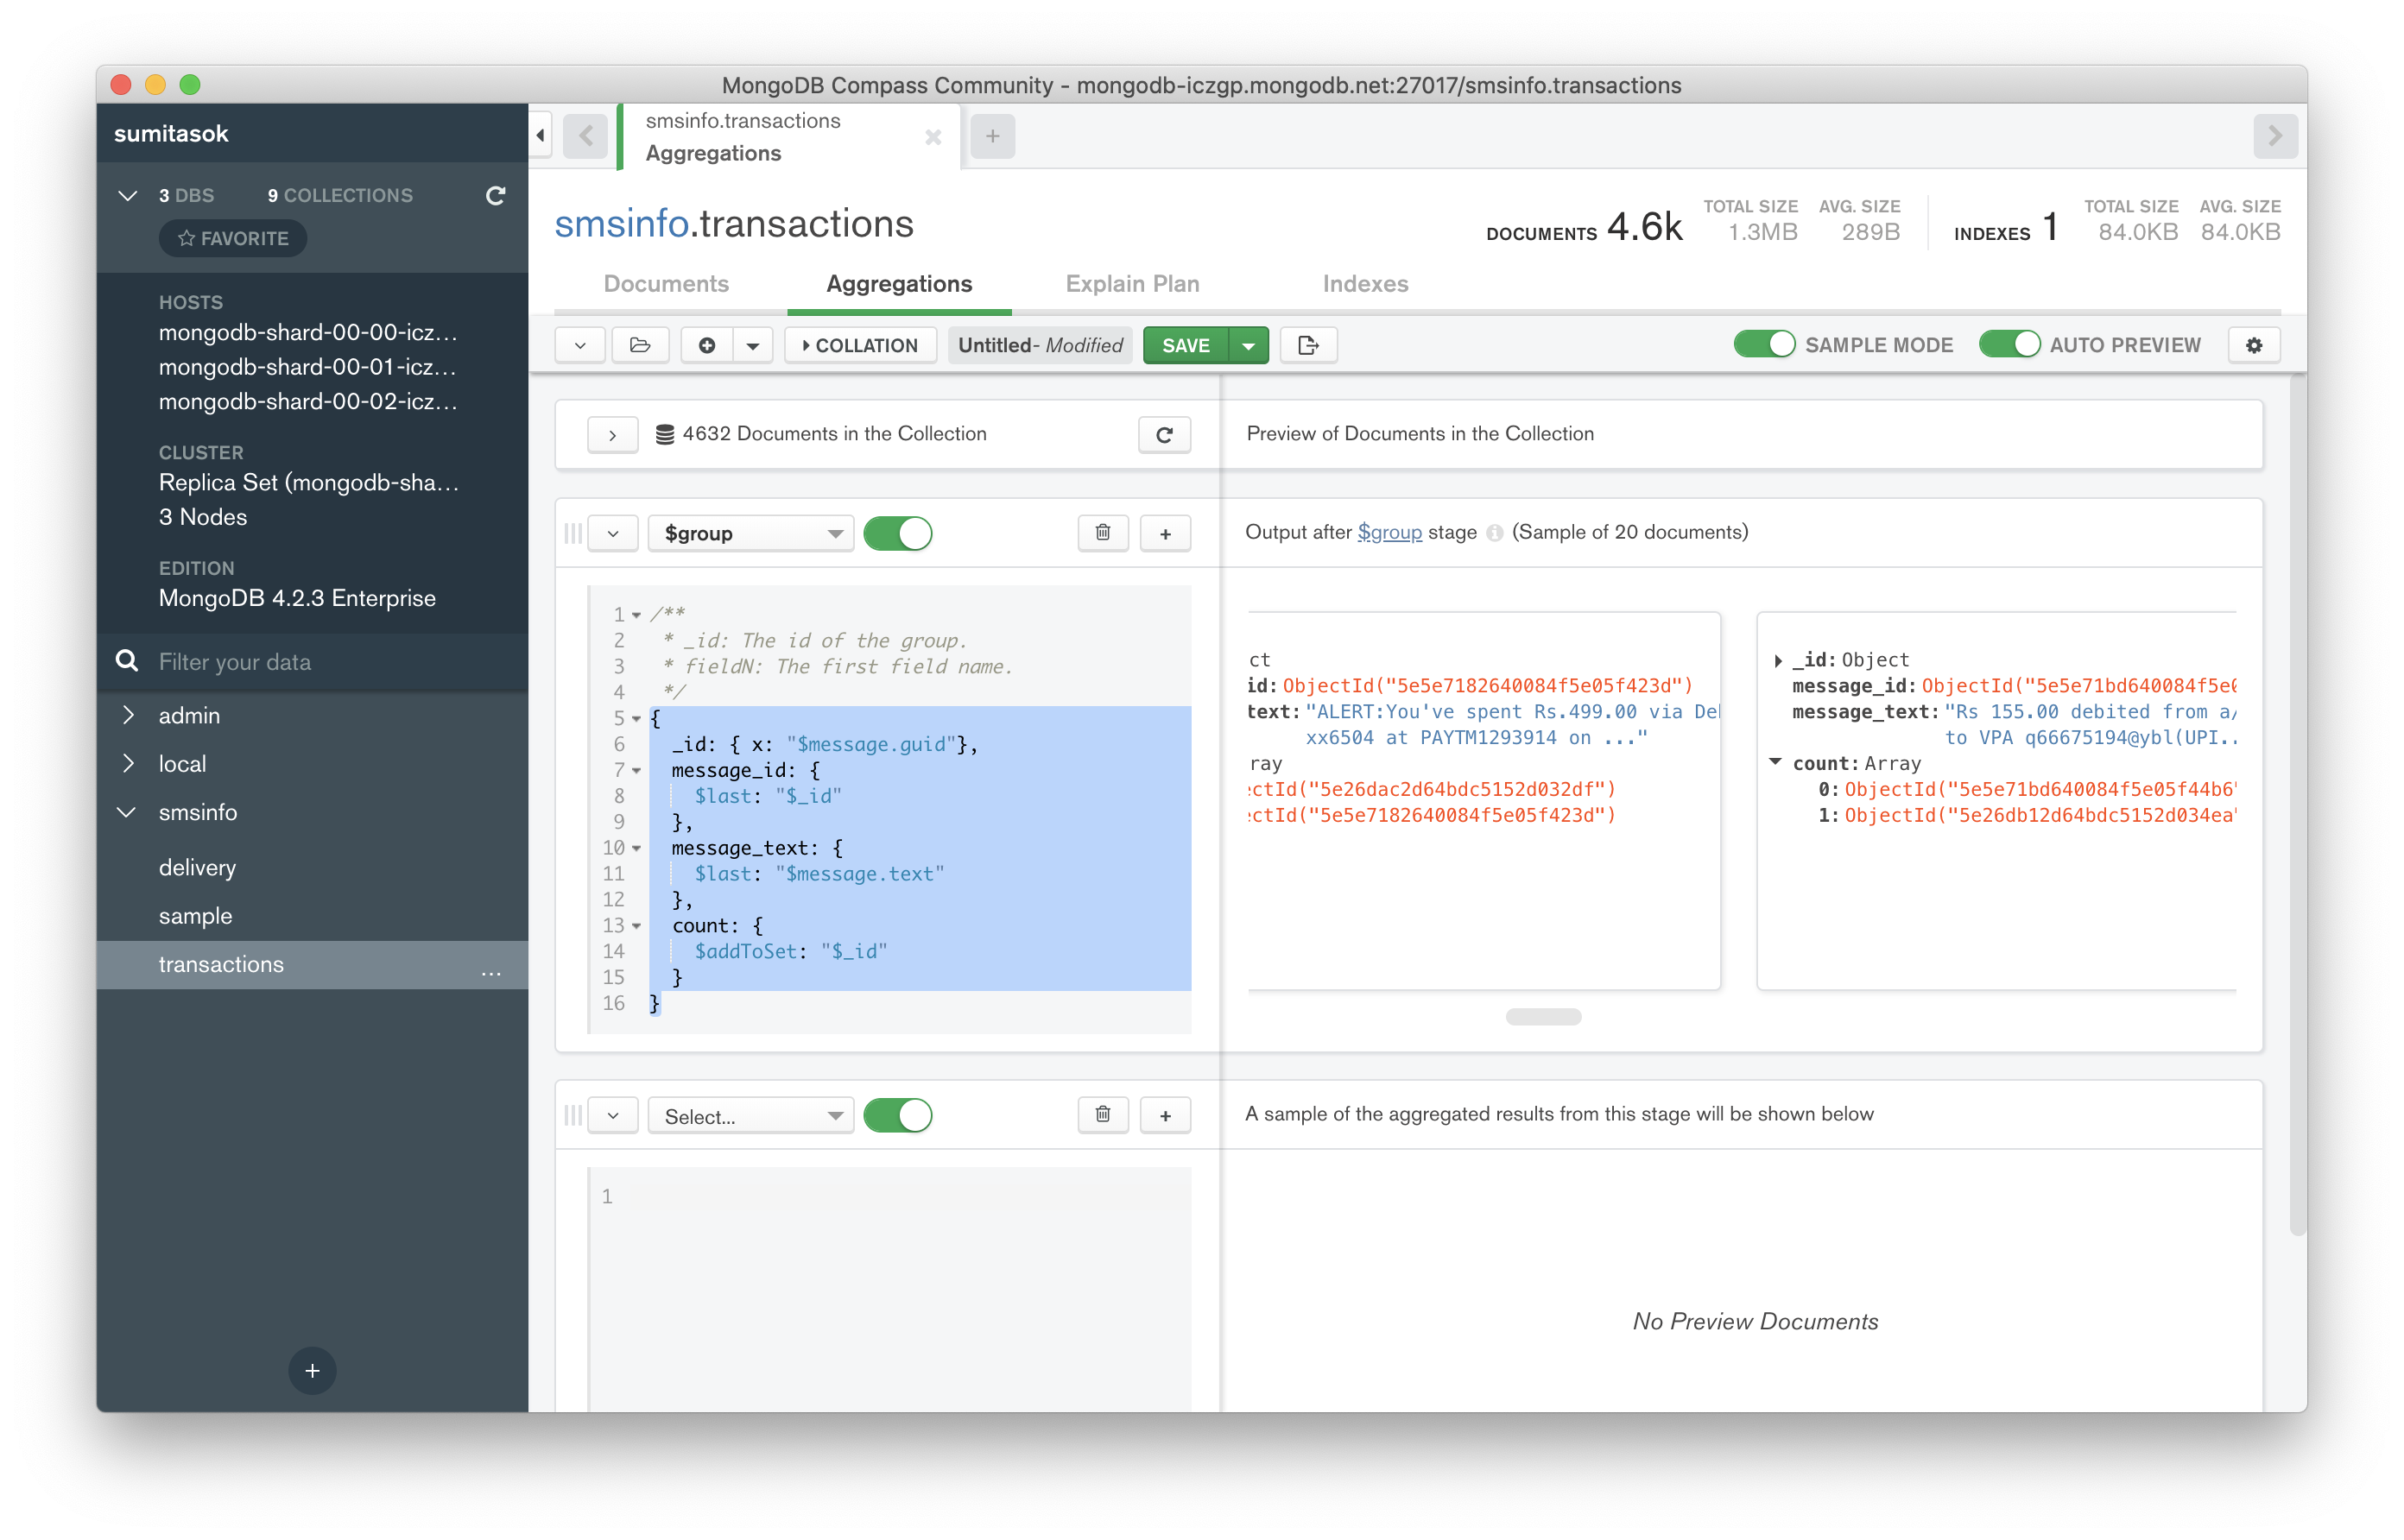 MongoDB Compass Community - mongodb-iczgp.mongodb.net:27017/smsinfo.transactions
sumitasok
3 DBS 9 COLLECTIONS
FAVORITE
HOSTS
mongodb-shard-00-00-icz...
mongodb-shard-00-01-icz...
mongodb-shard-00-02-icz...
CLUSTER
Replica Set (mongodb-sha...
3 Nodes
EDITION
MongoDB 4.2.3 Enterprise
Filter your data
admin
local
smsinfo
delivery
sample
transactions ...
smsinfo.transactions
Aggregations
smsinfo.transactions
DOCUMENTS 4.6k TOTAL SIZE 1.3MB AVG. SIZE 289B INDEXES 1 TOTAL SIZE 84.0KB AVG. SIZE 84.0KB
Documents Aggregations Explain Plan Indexes
COLLATION Untitled- Modified SAVE SAMPLE MODE AUTO PREVIEW
4632 Documents in the Collection
Preview of Documents in the Collection
$group
Output after $group stage (Sample of 20 documents)
1 /**
2 * _id: The id of the group.
3 * fieldN: The first field name.
4 */
5 {
6 _id: { x: "$message.guid"},
7 message_id: {
8 $last: "$_id"
9 },
10 message_text: {
11 $last: "$message.text"
12 },
13 count: {
14 $addToSet: "$_id"
15 }
16 }
ct
id: ObjectId("5e5e7182640084f5e05f423d")
text: "ALERT:You've spent Rs.499.00 via De
xx6504 at PAYTM1293914 on ..."
ray
ctId("5e26dac2d64bdc5152d032df")
ctId("5e5e7182640084f5e05f423d")
_id: Object
message_id: ObjectId("5e5e71bd640084f5e
message_text: "Rs 155.00 debited from a/
to VPA q66675194@ybl(UPI..
count: Array
0: ObjectId("5e5e71bd640084f5e05f44b6"
1: ObjectId("5e26db12d64bdc5152d034ea"
Select...
A sample of the aggregated results from this stage will be shown below
1
No Preview Documents